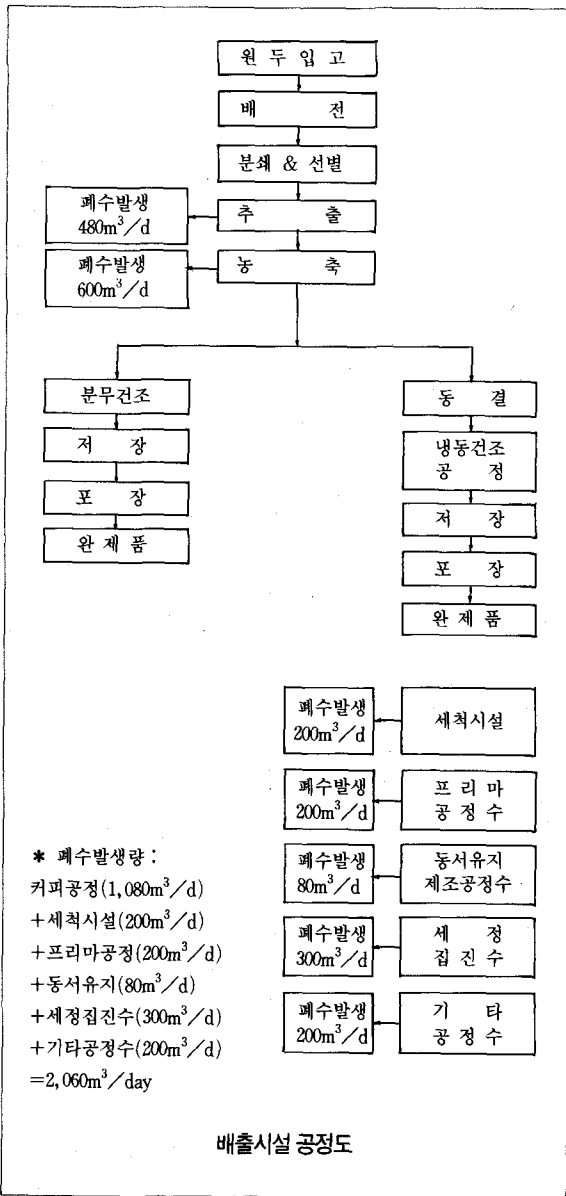 원 두 입 고
배 전
분쇄 & 선별
폐수발생
480m³/d
추 출
폐수발생
600m³/d
농 축
분무건조
저 장
포 장
완 제 품
동 결
냉동건조
공 정
저 장
포 장
완 제 품
폐수발생
200m³/d
세척시설
폐수발생
200m³/d
프 리 마
공 정 수
폐수발생
80m³/d
동서유지
제조공정수
폐수발생
300m³/d
세 정
집 진 수
폐수발생
200m³/d
기 타
공 정 수
* 폐수발생량 :
커피공정(1,080m³/d)
+세척시설(200m³/d)
+프리마공정(200m³/d)
+동서유지(80m³/d)
+세정집진수(300m³/d)
+기타공정수(200m³/d)
=2,060m³/day
배출시설 공정도